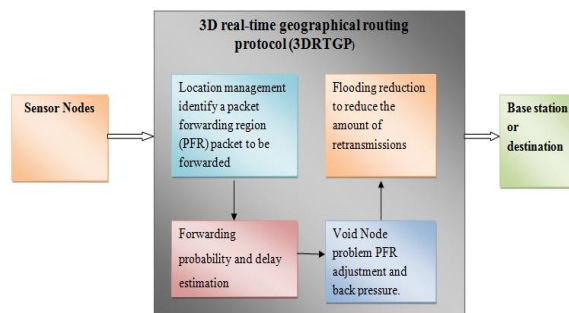 3D real-time geographical routing
protocol (3DRTGP)
Sensor Nodes
Location management
identify a packet
forwarding region
(PFR) packet to be
forwarded
Forwarding
probability and delay
estimation
Void Node
problem PFR
adjustment and
back pressure.
Flooding reduction
to reduce the
amount of
retransmissions
Base station
or
destination